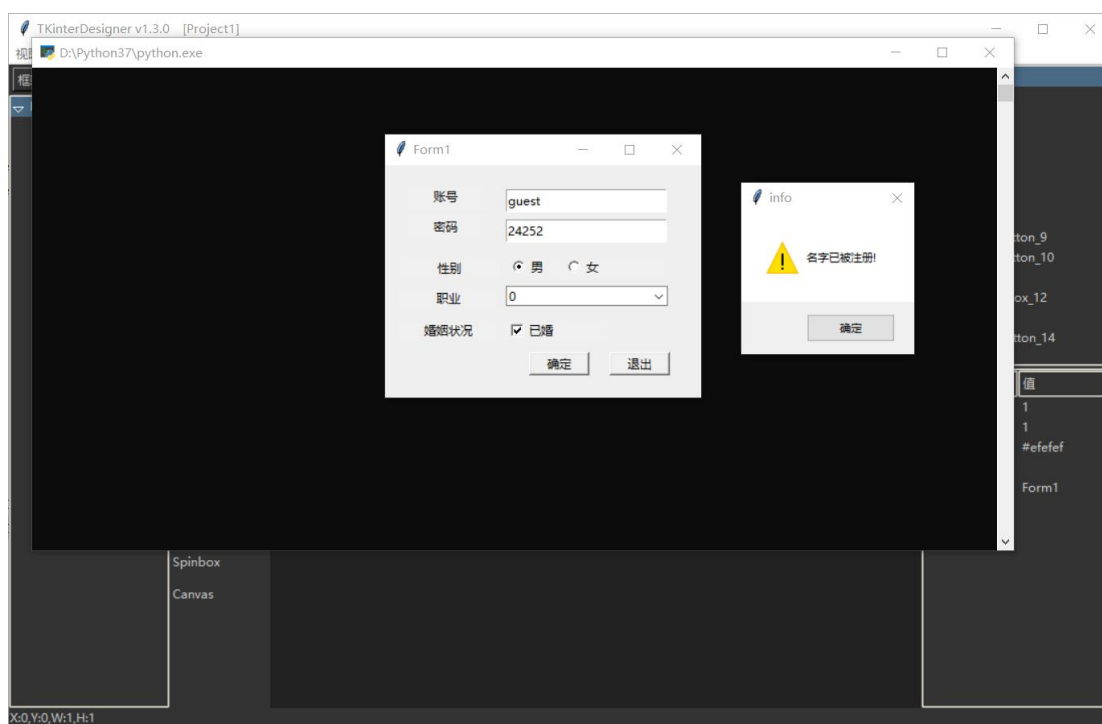 TKinterDesigner v1.3.0 [Project1]
D:\Python37\python.exe
Form1
账号
guest
密码
24252
性别
男
女
职业
0
婚姻状况
已婚
确定
退出
info
名字已被注册!
确定
tton_9
tton_10
ox_12
tton_14
值
1
1
#efefef
Form1
Spinbox
Canvas
X:0,Y:0,W:1,H:1